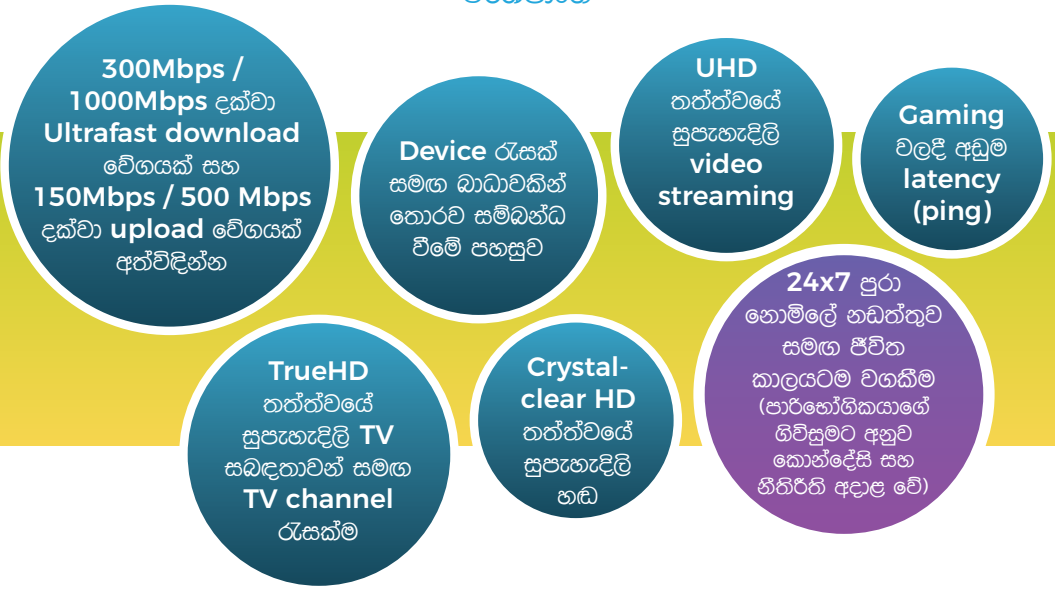 300Mbps /
1000Mbps දක්වා
Ultrafast download
වේගයක් සහ
150Mbps / 500 Mbps
දක්වා upload වේගයක්
අත්විඳින්න
Device රැසක්
සමඟ බාධාවකින්
තොරව සම්බන්ධ
වීමේ පහසුව
UHD
තත්ත්වයේ
සුපැහැදිලි
video
streaming
Gaming
වලදී අඩුම
latency
(ping)
TrueHD
තත්ත්වයේ
සුපැහැදිලි TV
සබඳතාවන් සමඟ
TV channel
රැසක්ම
Crystal-
clear HD
තත්ත්වයේ
සුපැහැදිලි
හඬ
24x7 පුරා
නොමිලේ නඩත්තුව
සමඟ ජීවිත
කාලයටම වගකීම
(පාරිභෝගිකයාගේ
ගිවිසුමට අනුව
කොන්දේසි සහ
නීතිරීති අදාළ වේ)